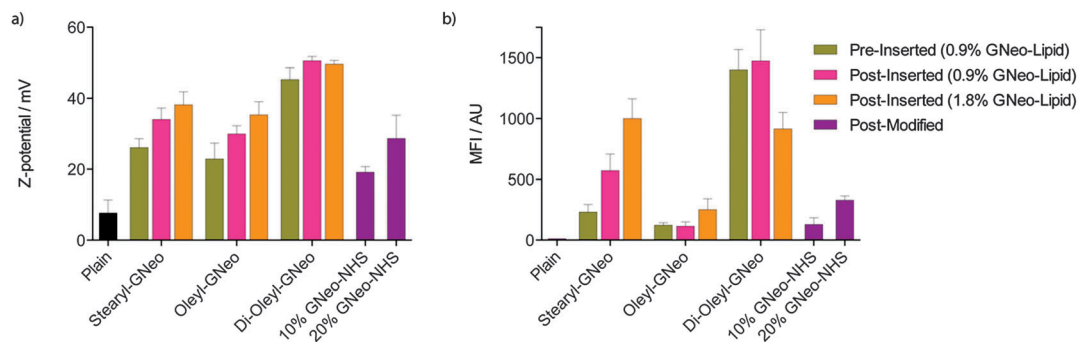 a)
Z-potential / mV
60
40
20
0
Plain
Stearyl-GNeo
Oleyl-GNeo
Di-Oleyl-GNeo
10% GNeo-NHS
20% GNeo-NHS
b)
MFI / AU
1500
1000
500
0
Plain
Stearyl-GNeo
Oleyl-GNeo
Di-Oleyl-GNeo
10% GNeo-NHS
20% GNeo-NHS
Pre-Inserted (0.9% GNeo-Lipid)
Post-Inserted (0.9% GNeo-Lipid)
Post-Inserted (1.8% GNeo-Lipid)
Post-Modified